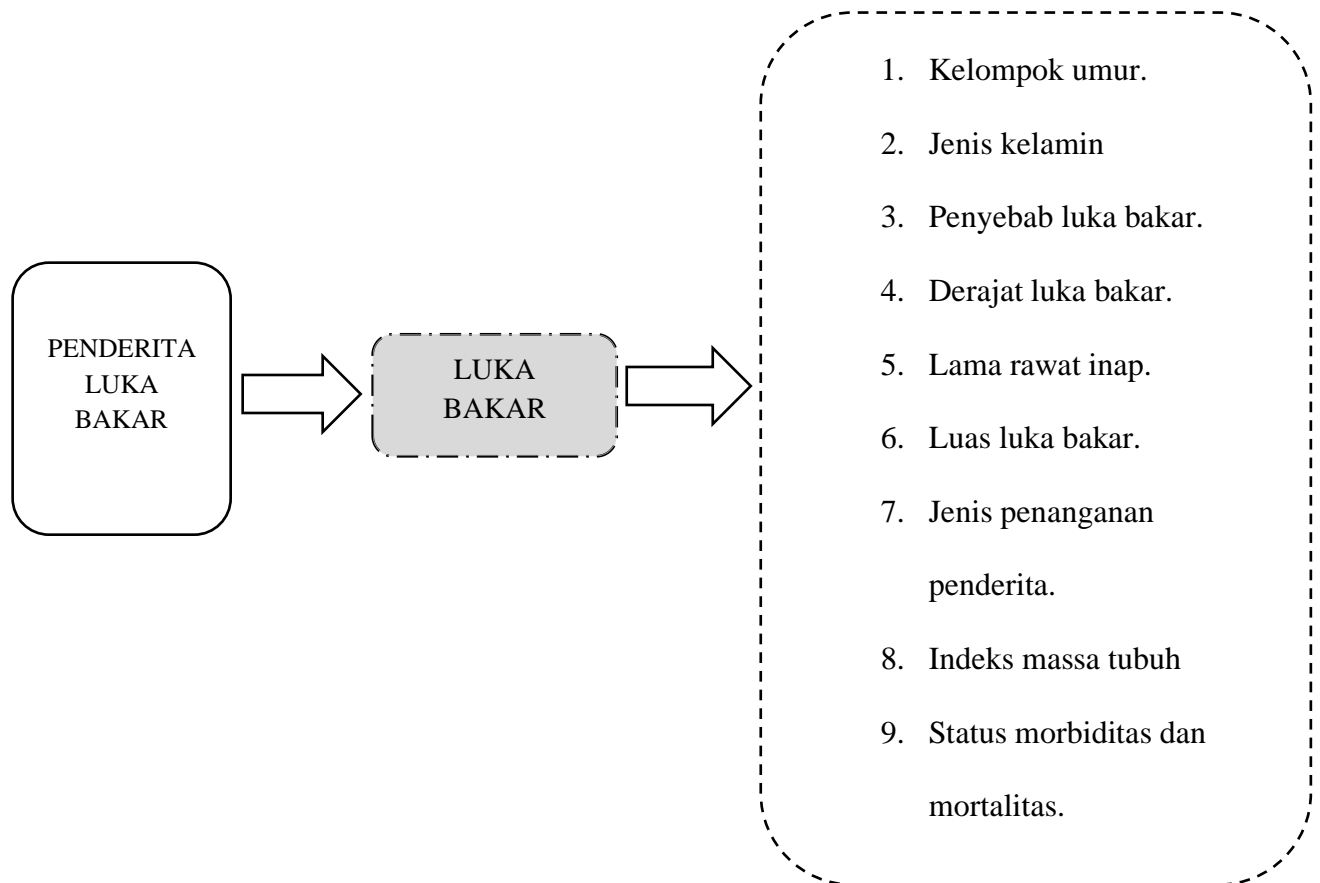 PENDERITA
LUKA
BAKAR
LUKA
BAKAR
1. Kelompok umur.
2. Jenis kelamin
3. Penyebab luka bakar.
4. Derajat luka bakar.
5. Lama rawat inap.
6. Luas luka bakar.
7. Jenis penanganan
penderita.
8. Indeks massa tubuh
9. Status morbiditas dan
mortalitas.